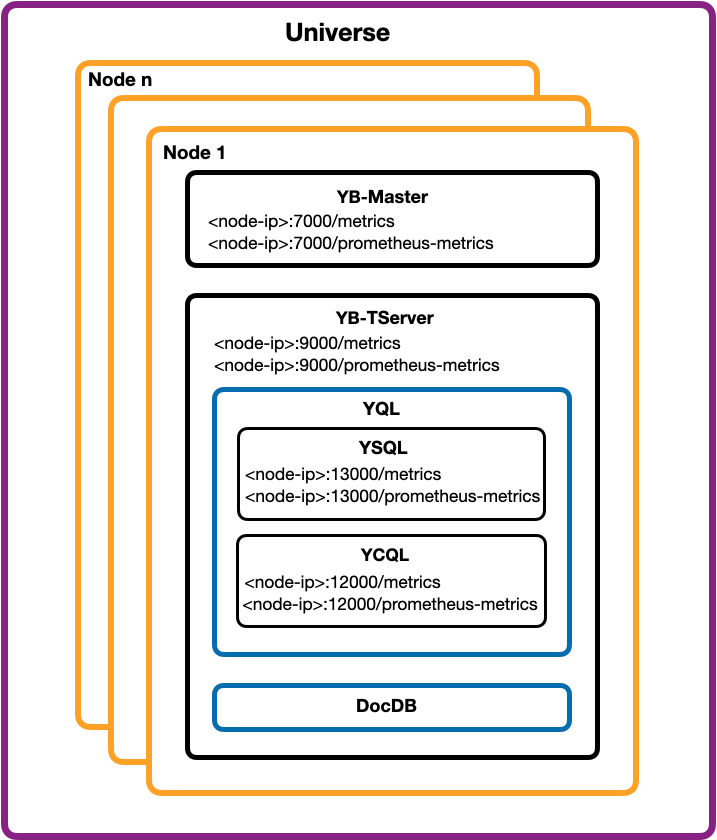 Universe
Node n
Node 1
YB-Master
<node-ip>:7000/metrics
<node-ip>:7000/prometheus-metrics
YB-TServer
<node-ip>:9000/metrics
<node-ip>:9000/prometheus-metrics
YQL
YSQL
<node-ip>:13000/metrics
<node-ip>:13000/prometheus-metrics
YCQL
<node-ip>:12000/metrics
<node-ip>:12000/prometheus-metrics
DocDB